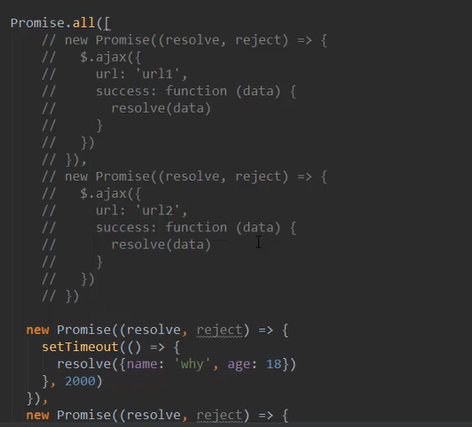 Promise.all([
    // new Promise((resolve, reject) => {
    //   $.ajax({
    //     url: 'url1',
    //     success: function (data) {
    //       resolve(data)
    //     }
    //   })
    // }),
    // new Promise((resolve, reject) => {
    //   $.ajax({
    //     url: 'url2',
    //     success: function (data) {
    //       resolve(data)
    //     }
    //   })
    // })
  new Promise((resolve, reject) => {
    setTimeout(() => {
      resolve({name: 'why', age: 18})
    }, 2000)
  }),
  new Promise((resolve, reject) => {